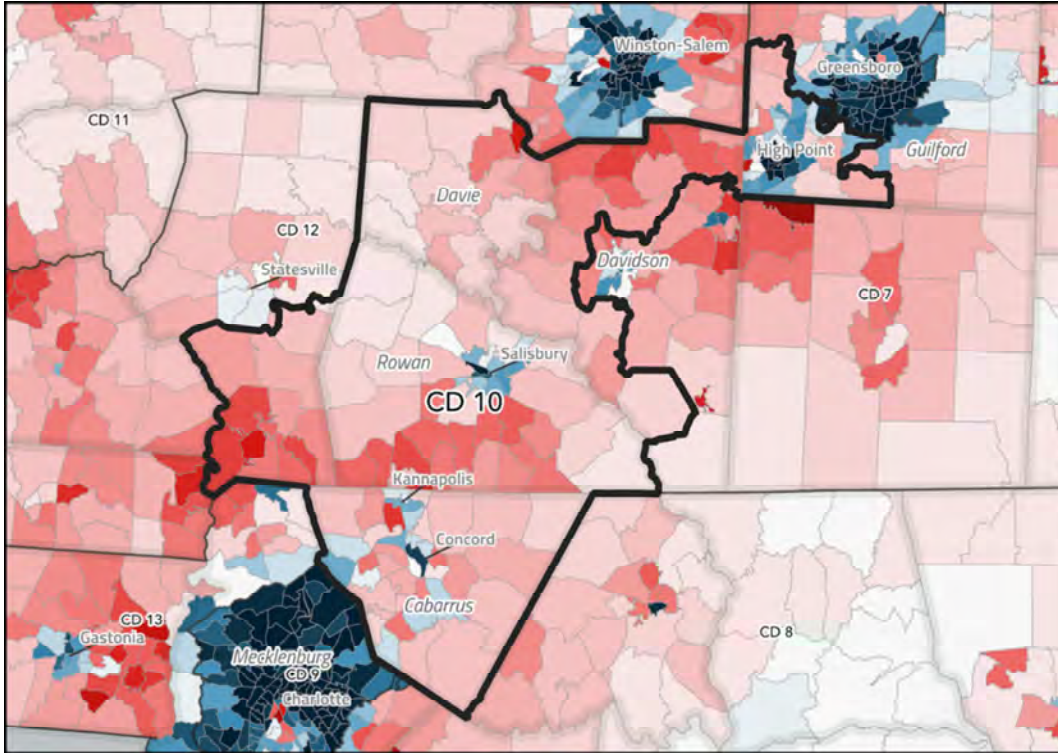 Winston-Salem
Greensboro
CD 11
High Point
Guilford
Davie
CD 12
Davidson
Statesville
CD 7
Rowan
Salisbury
CD 10
Kannapolis
Concord
Cabarrus
CD 13
Gastonia
CD 8
Mecklenburg
CD 9
Charlotte